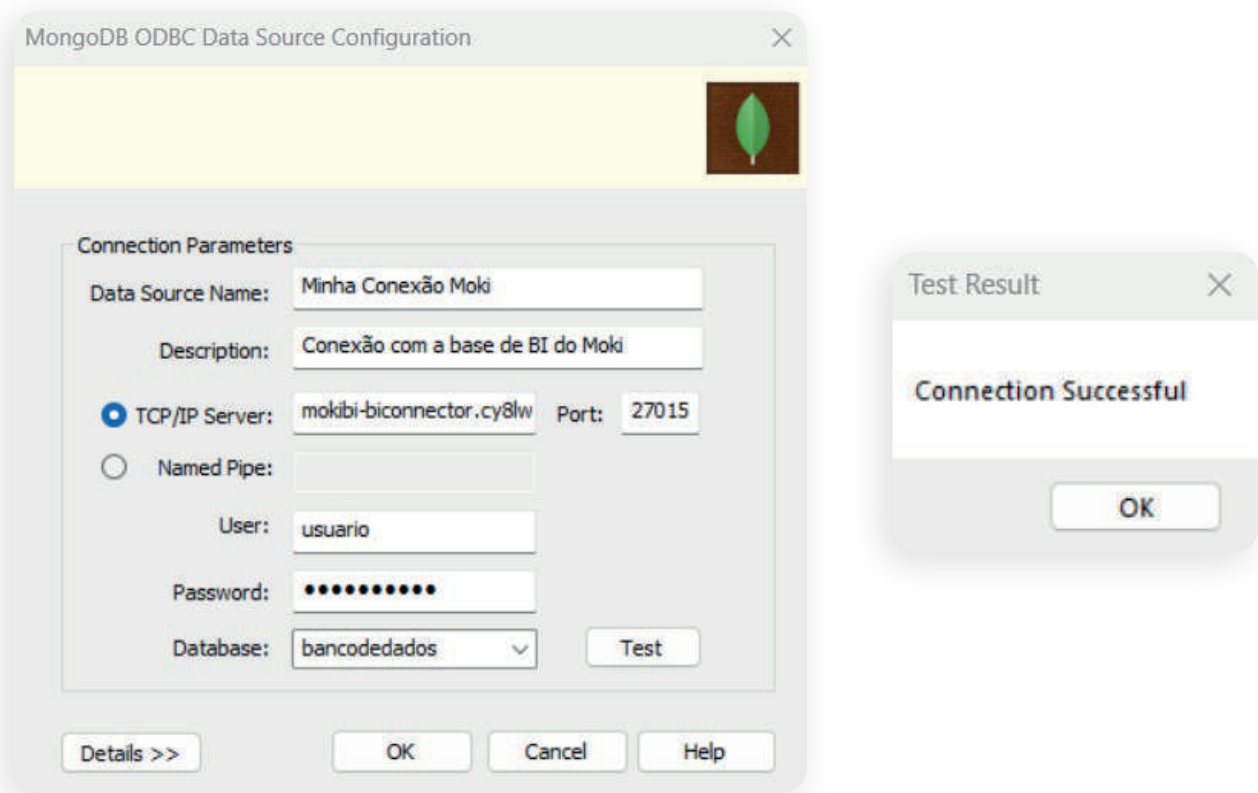 MongoDB ODBC Data Source Configuration
Connection Parameters
Data Source Name: Minha Conexão Moki
Description: Conexão com a base de BI do Moki
TCP/IP Server: mokibi-biconnector.cy8lw Port: 27015
Named Pipe:
User: usuario
Password: ••••••••••
Database: bancodedados Test
Details >> OK Cancel Help
Test Result
Connection Successful
OK